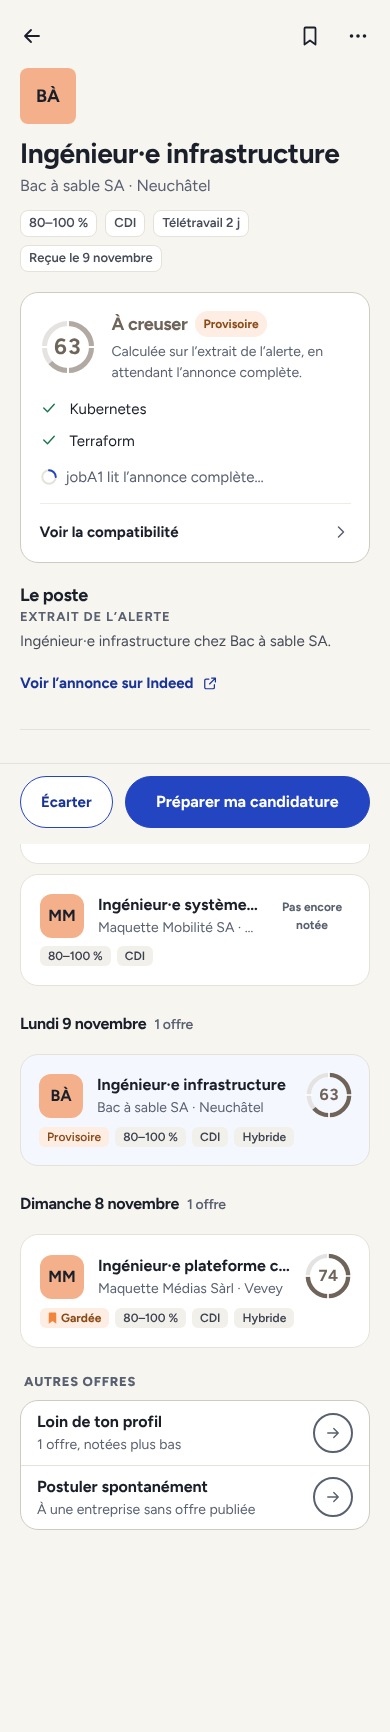 BÀ
Ingénieur·e infrastructure
Bac à sable SA · Neuchâtel
80–100 % CDI Télétravail 2 j
Reçue le 9 novembre
63
À creuser Provisoire
Calculée sur l’extrait de l’alerte, en
attendant l’annonce complète.
Kubernetes
Terraform
jobA1 lit l’annonce complète…
Voir la compatibilité
Le poste
EXTRAIT DE L’ALERTE
Ingénieur·e infrastructure chez Bac à sable SA.
Voir l’annonce sur Indeed
Écarter
Préparer ma candidature
MM
Ingénieur·e système…
Maquette Mobilité SA · …
Pas encore
notée
80–100 % CDI
Lundi 9 novembre 1 offre
BÀ
Ingénieur·e infrastructure
Bac à sable SA · Neuchâtel
63
Provisoire 80–100 % CDI Hybride
Dimanche 8 novembre 1 offre
MM
Ingénieur·e plateforme c…
Maquette Médias Sàrl · Vevey
74
Gardée 80–100 % CDI Hybride
AUTRES OFFRES
Loin de ton profil
1 offre, notées plus bas
Postuler spontanément
À une entreprise sans offre publiée